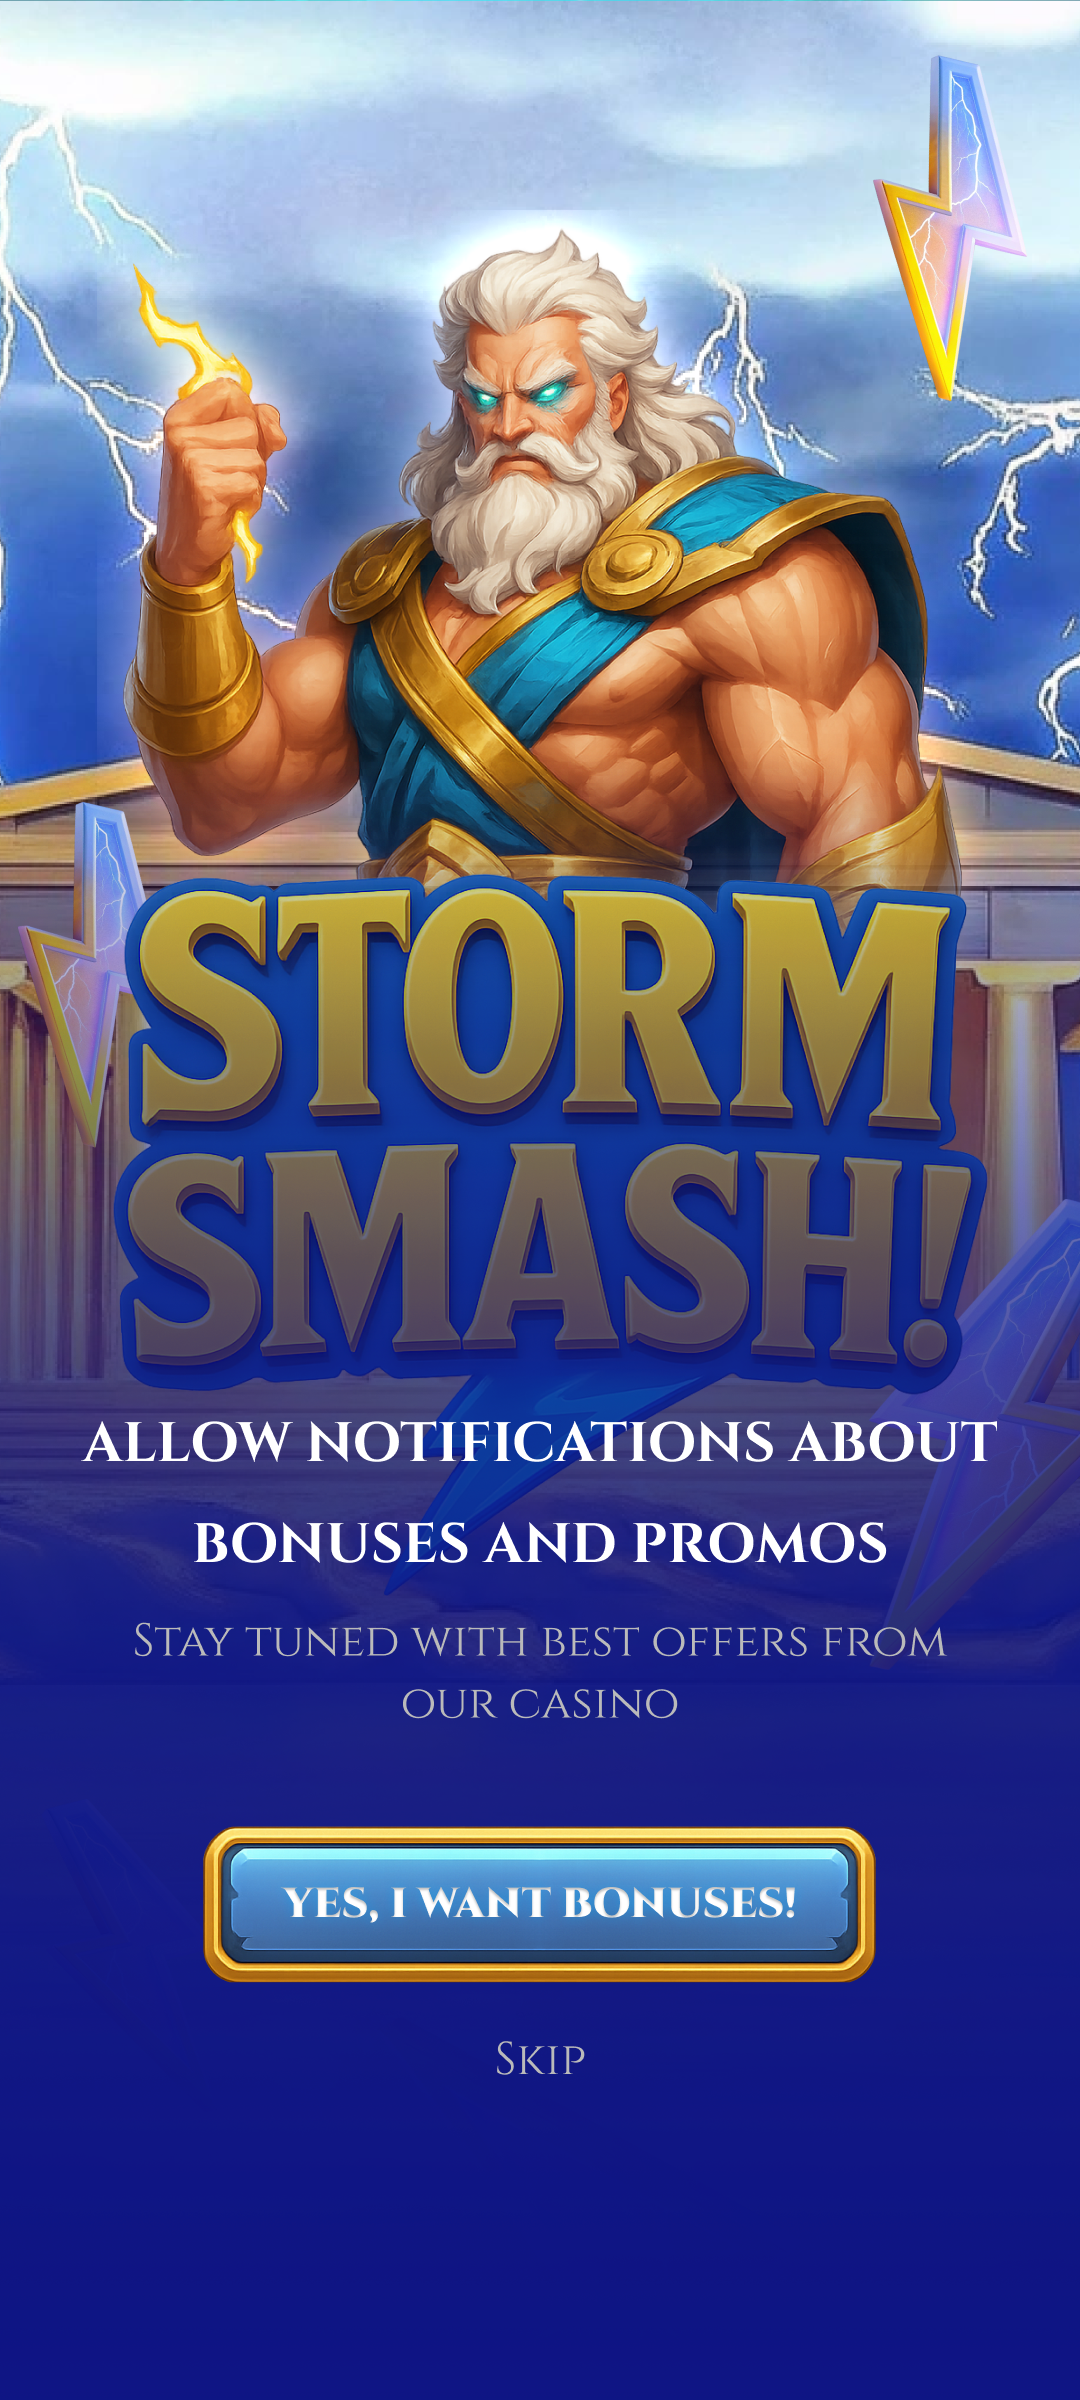 STORM
SMASH!
ALLOW NOTIFICATIONS ABOUT
BONUSES AND PROMOS
STAY TUNED WITH BEST OFFERS FROM
OUR CASINO
YES, I WANT BONUSES!
SKIP